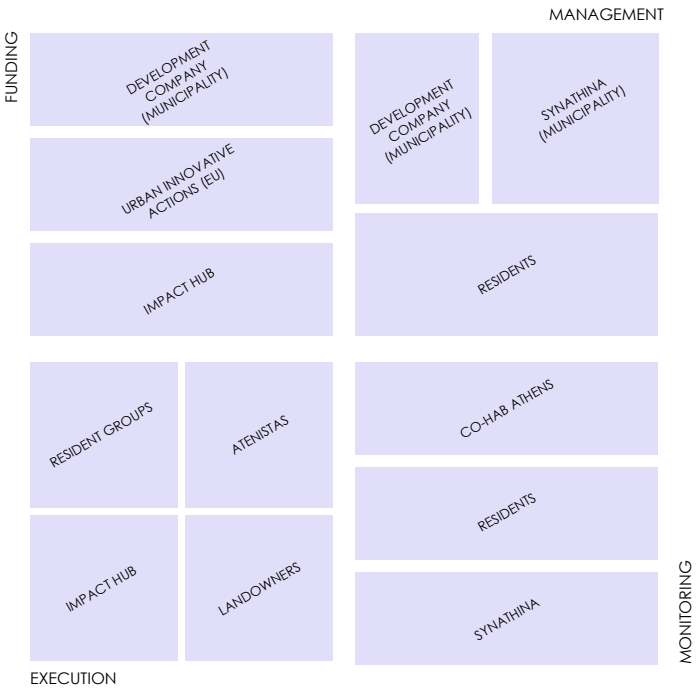 FUNDING
DEVELOPMENT
COMPANY
(MUNICIPALITY)
URBAN INNOVATIVE
ACTIONS (EU)
IMPACT HUB
MANAGEMENT
DEVELOPMENT
COMPANY
(MUNICIPALITY)
SYNATHINA
(MUNICIPALITY)
RESIDENTS
RESIDENT GROUPS
ATENISTAS
IMPACT HUB
LANDOWNERS
EXECUTION
CO-HAB ATHENS
RESIDENTS
SYNATHINA
MONITORING